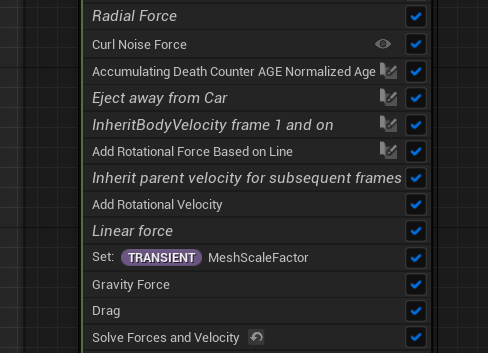 Radial Force
Curl Noise Force
Accumulating Death Counter AGE Normalized Age
Eject away from Car
InheritBodyVelocity frame 1 and on
Add Rotational Force Based on Line
Inherit parent velocity for subsequent frames
Add Rotational Velocity
Linear force
Set: TRANSIENT MeshScaleFactor
Gravity Force
Drag
Solve Forces and Velocity